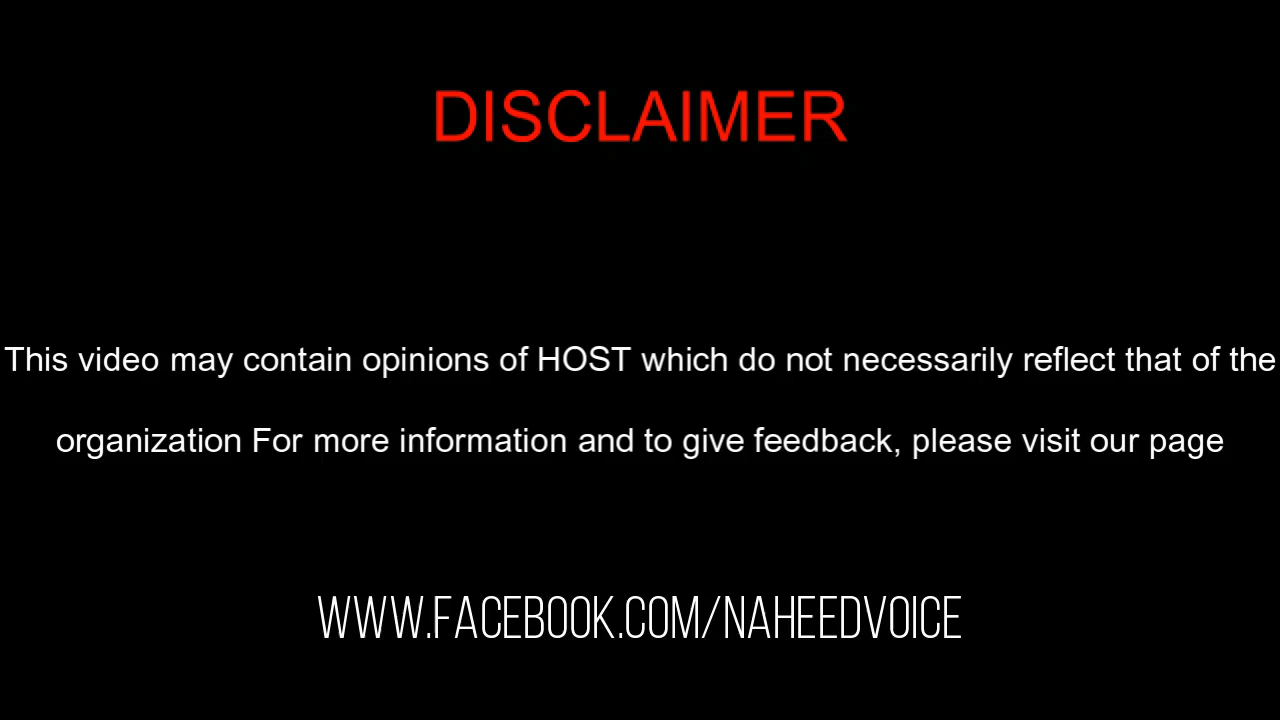 DISCLAIMER
This video may contain opinions of HOST which do not necessarily reflect that of the
organization For more information and to give feedback, please visit our page
WWW.FACEBOOK.COM/NAHEEDVOICE